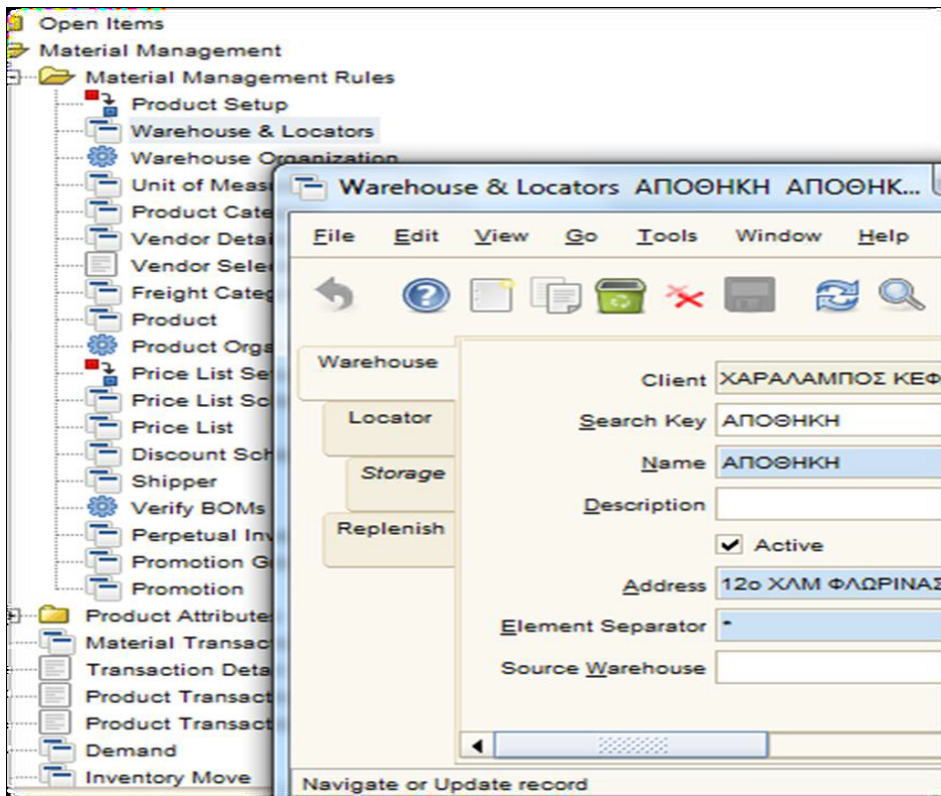 Open Items
Material Management
Material Management Rules
Product Setup
Warehouse & Locators
Warehouse Organization
Unit of Meas
Product Cate
Vendor Detai
Vendor Sele
Freight Categ
Product
Product Orga
Price List Se
Price List Sc
Price List
Discount Sch
Shipper
Verify BOMs
Perpetual Inv
Promotion G
Promotion
Product Attribute
Material Transac
Transaction Deta
Product Transact
Product Transact
Demand
Inventory Move
Warehouse & Locators ΑΠΟΘΗΚΗ ΑΠΟΘΗΚ...
File Edit View Go Tools Window Help
Warehouse
Locator
Storage
Replenish
Client ΧΑΡΑΛΑΜΠΟΣ ΚΕΦ
Search Key ΑΠΟΘΗΚΗ
Name ΑΠΟΘΗΚΗ
Description
Active
Address 12ο ΧΛΜ ΦΛΩΡΙΝΑΣ
Element Separator *
Source Warehouse
Navigate or Update record